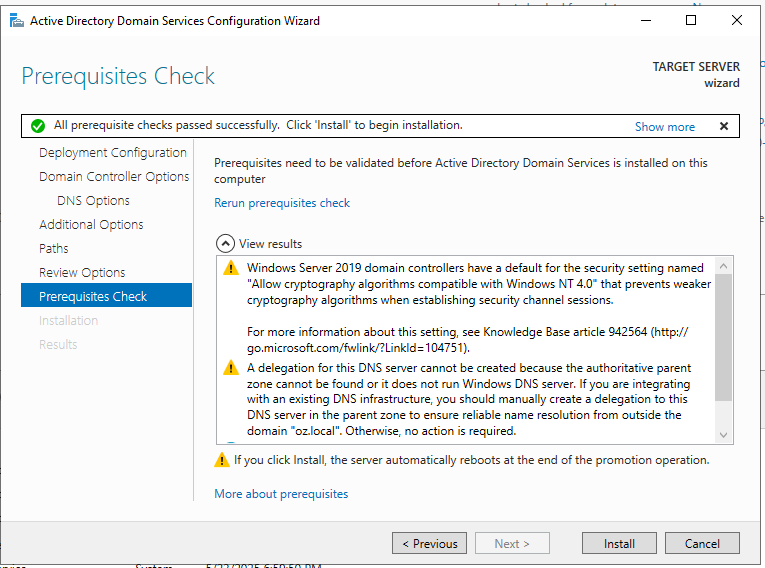 Active Directory Domain Services Configuration Wizard
Prerequisites Check
TARGET SERVER
wizard
All prerequisite checks passed successfully. Click 'Install' to begin installation.
Show more
Deployment Configuration
Domain Controller Options
DNS Options
Additional Options
Paths
Review Options
Prerequisites Check
Installation
Results
Prerequisites need to be validated before Active Directory Domain Services is installed on this
computer
Rerun prerequisites check
View results
Windows Server 2019 domain controllers have a default for the security setting named
"Allow cryptography algorithms compatible with Windows NT 4.0" that prevents weaker
cryptography algorithms when establishing security channel sessions.
For more information about this setting, see Knowledge Base article 942564 (http://
go.microsoft.com/fwlink/?LinkId=104751).
A delegation for this DNS server cannot be created because the authoritative parent
zone cannot be found or it does not run Windows DNS server. If you are integrating
with an existing DNS infrastructure, you should manually create a delegation to this
DNS server in the parent zone to ensure reliable name resolution from outside the
domain "oz.local". Otherwise, no action is required.
If you click Install, the server automatically reboots at the end of the promotion operation.
More about prerequisites
< Previous
Next >
Install
Cancel